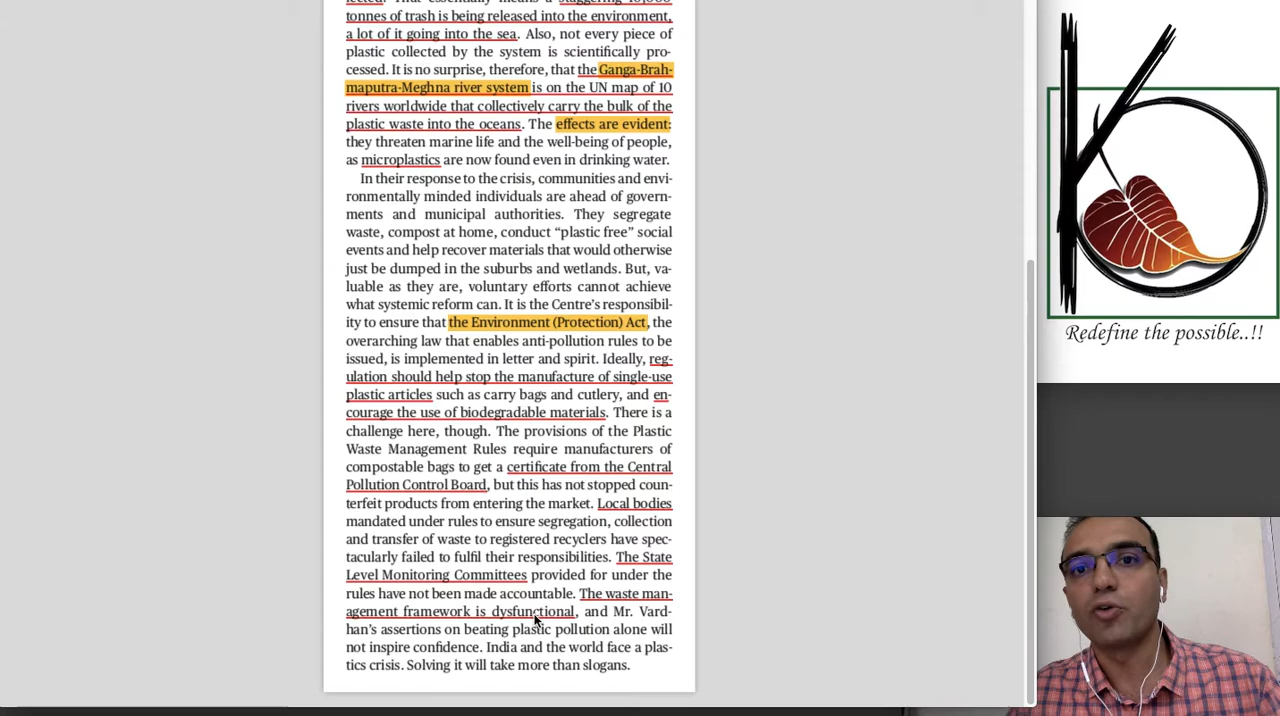 lected. That essentially means a staggering 10,000
tonnes of trash is being released into the environment,
a lot of it going into the sea. Also, not every piece of
plastic collected by the system is scientifically pro-
cessed. It is no surprise, therefore, that the Ganga-Brah-
maputra-Meghna river system is on the UN map of 10
rivers worldwide that collectively carry the bulk of the
plastic waste into the oceans. The effects are evident:
they threaten marine life and the well-being of people,
as microplastics are now found even in drinking water.
In their response to the crisis, communities and envi-
ronmentally minded individuals are ahead of govern-
ments and municipal authorities. They segregate
waste, compost at home, conduct “plastic free” social
events and help recover materials that would otherwise
just be dumped in the suburbs and wetlands. But, va-
luable as they are, voluntary efforts cannot achieve
what systemic reform can. It is the Centre’s responsibil-
ity to ensure that the Environment (Protection) Act, the
overarching law that enables anti-pollution rules to be
issued, is implemented in letter and spirit. Ideally, reg-
ulation should help stop the manufacture of single-use
plastic articles such as carry bags and cutlery, and en-
courage the use of biodegradable materials. There is a
challenge here, though. The provisions of the Plastic
Waste Management Rules require manufacturers of
compostable bags to get a certificate from the Central
Pollution Control Board, but this has not stopped coun-
terfeit products from entering the market. Local bodies
mandated under rules to ensure segregation, collection
and transfer of waste to registered recyclers have spec-
tacularly failed to fulfil their responsibilities. The State
Level Monitoring Committees provided for under the
rules have not been made accountable. The waste man-
agement framework is dysfunctional, and Mr. Vard-
han’s assertions on beating plastic pollution alone will
not inspire confidence. India and the world face a plas-
tics crisis. Solving it will take more than slogans.
Redefine the possible..!!